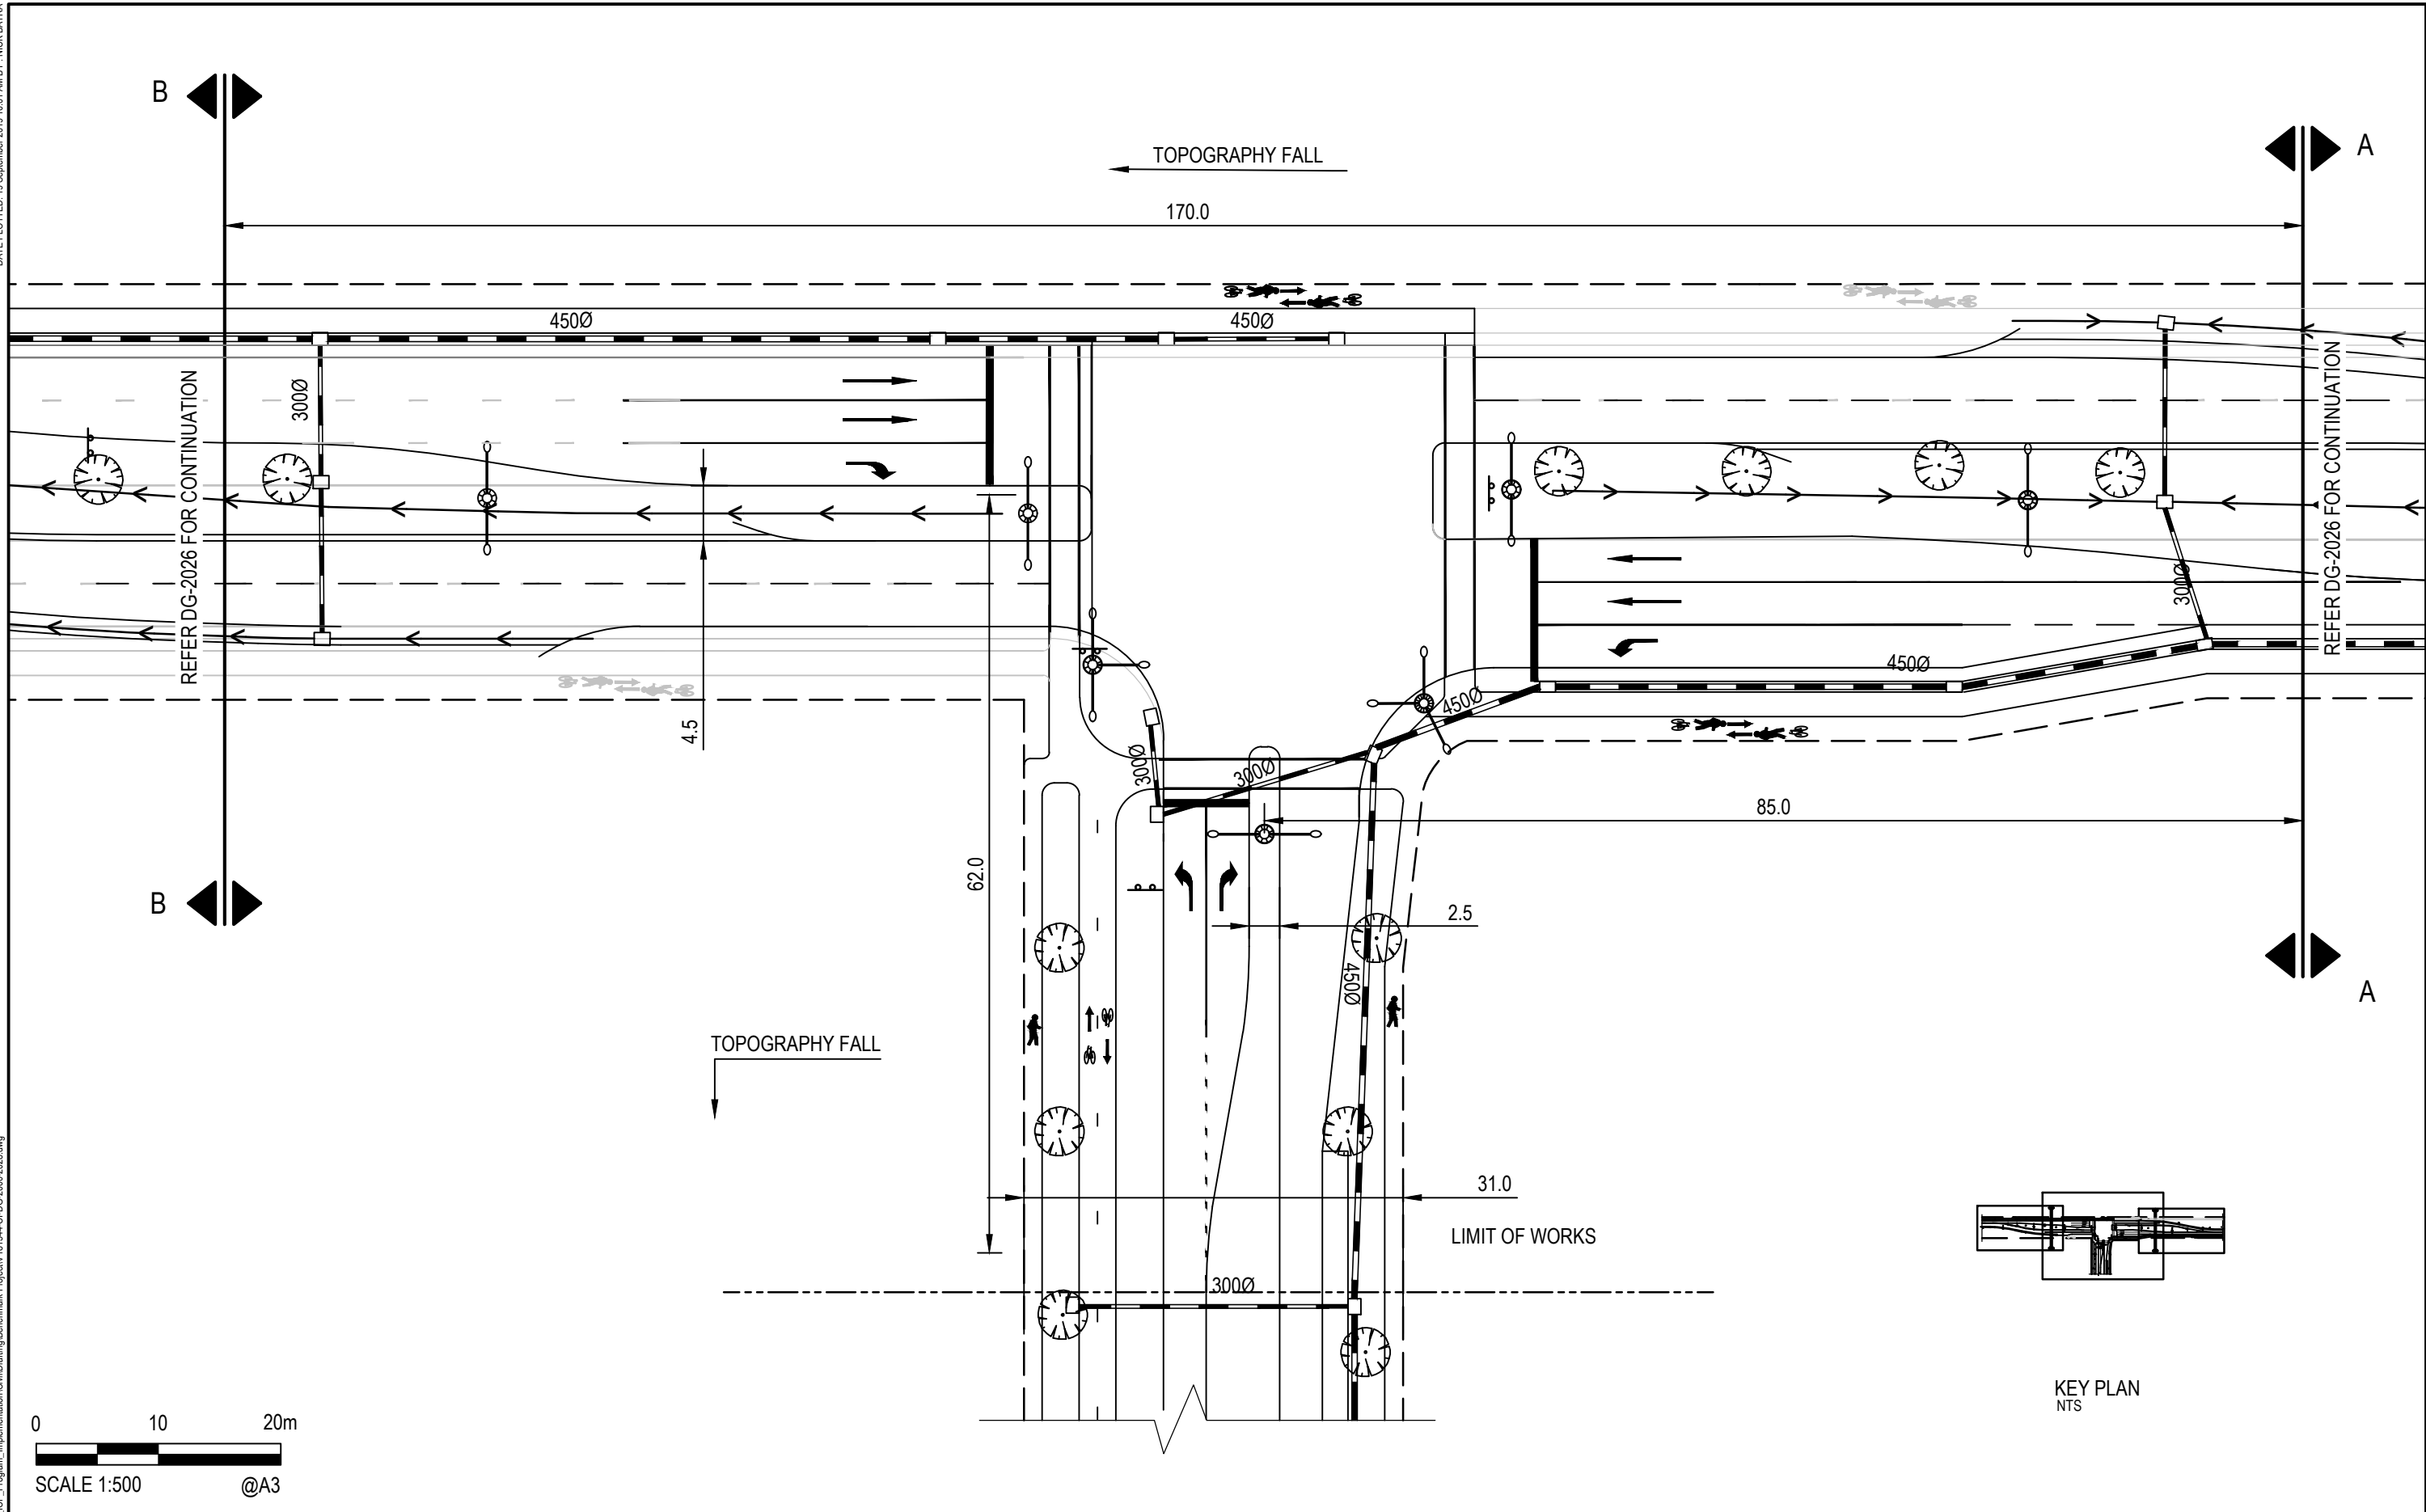 B
A
TOPOGRAPHY FALL
170.0
450Ø
450Ø
300Ø
REFER DG-2026 FOR CONTINUATION
REFER DG-2026 FOR CONTINUATION
300Ø
4.5
450Ø
450Ø
300Ø
300Ø
85.0
62.0
B
2.5
450Ø
A
TOPOGRAPHY FALL
31.0
LIMIT OF WORKS
300Ø
KEY PLAN
NTS
0 10 20m
SCALE 1:500 @A3